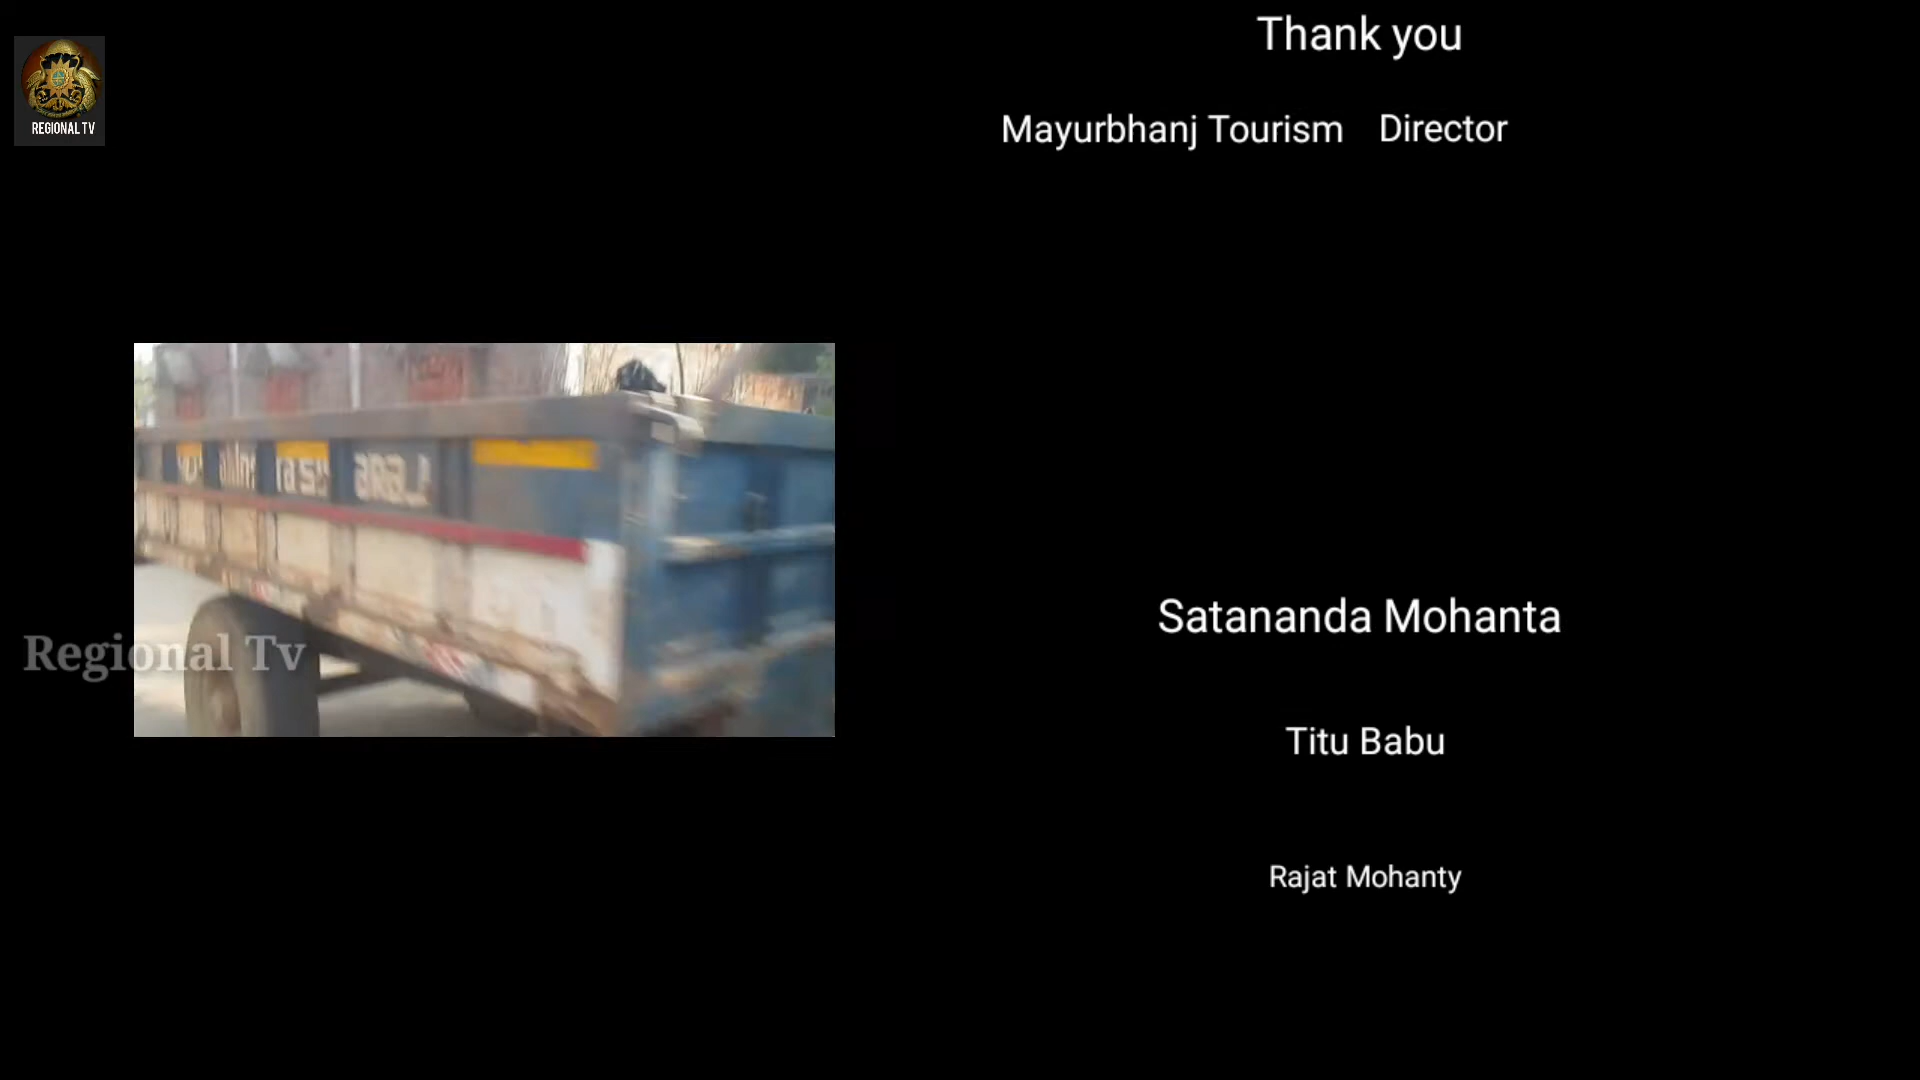 REGIONAL TV
Thank you
Mayurbhanj Tourism Director
Regional Tv
Satananda Mohanta
Titu Babu
Rajat Mohanty